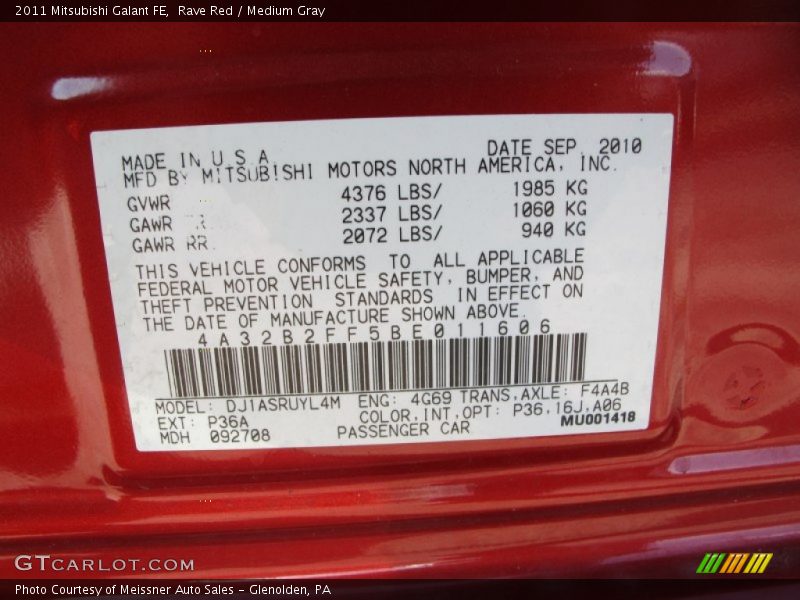 2011 Mitsubishi Galant FE, Rave Red / Medium Gray
MADE IN U.S.A. DATE SEP. 2010
MFD BY MITSUBISHI MOTORS NORTH AMERICA, INC.
GVWR 4376 LBS/ 1985 KG
GAWR 2337 LBS/ 1060 KG
GAWR RR 2072 LBS/ 940 KG
THIS VEHICLE CONFORMS TO ALL APPLICABLE
FEDERAL MOTOR VEHICLE SAFETY, BUMPER, AND
THEFT PREVENTION STANDARDS IN EFFECT ON
THE DATE OF MANUFACTURE SHOWN ABOVE.
4A32B2FF5BE011606
MODEL: DJ1ASRUYL4M ENG: 4G69 TRANS.AXLE: F4A4B
EXT: P36A COLOR.INT.OPT: P36.16J.A06
MDH 092708 PASSENGER CAR MU001418
GTCARLOT.COM
Photo Courtesy of Meissner Auto Sales - Glenolden, PA